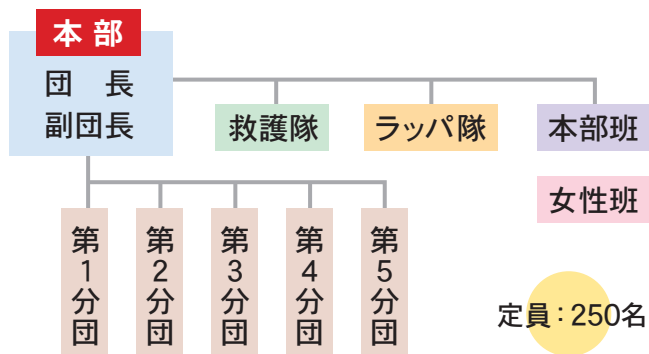 本部
団　長
副団長
救護隊
ラッパ隊
本部班
女性班
第1分団
第2分団
第3分団
第4分団
第5分団
定員：250名